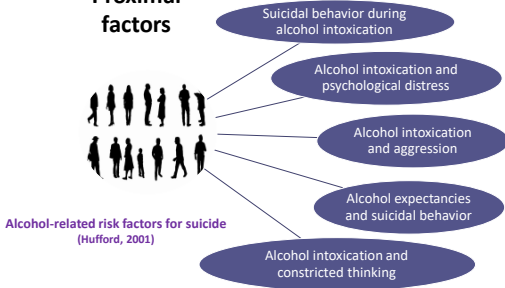 factors
Suicidal behavior during
alcohol intoxication
Alcohol intoxication and
psychological distress
Alcohol intoxication
and aggression
Alcohol expectancies
and suicidal behavior
Alcohol intoxication and
constricted thinking
Alcohol-related risk factors for suicide
(Hufford, 2001)